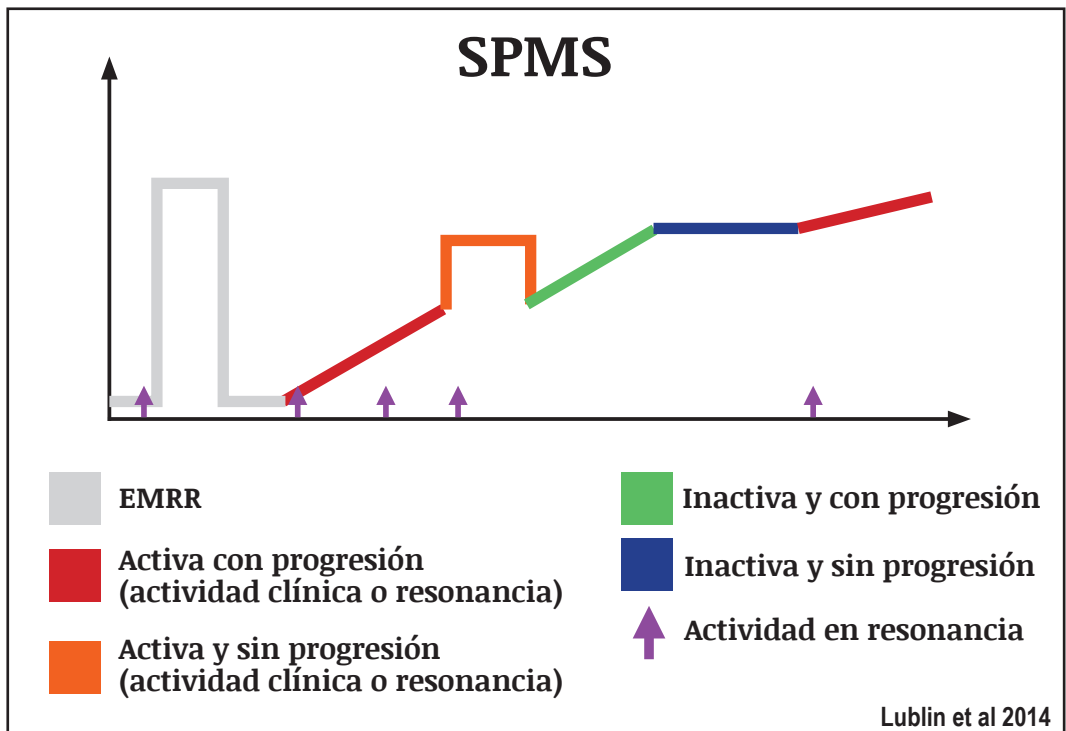 SPMS
EMRR
Activa con progresión
(actividad clínica o resonancia)
Activa y sin progresión
(actividad clínica o resonancia)
Inactiva y con progresión
Inactiva y sin progresión
Actividad en resonancia
Lublin et al 2014